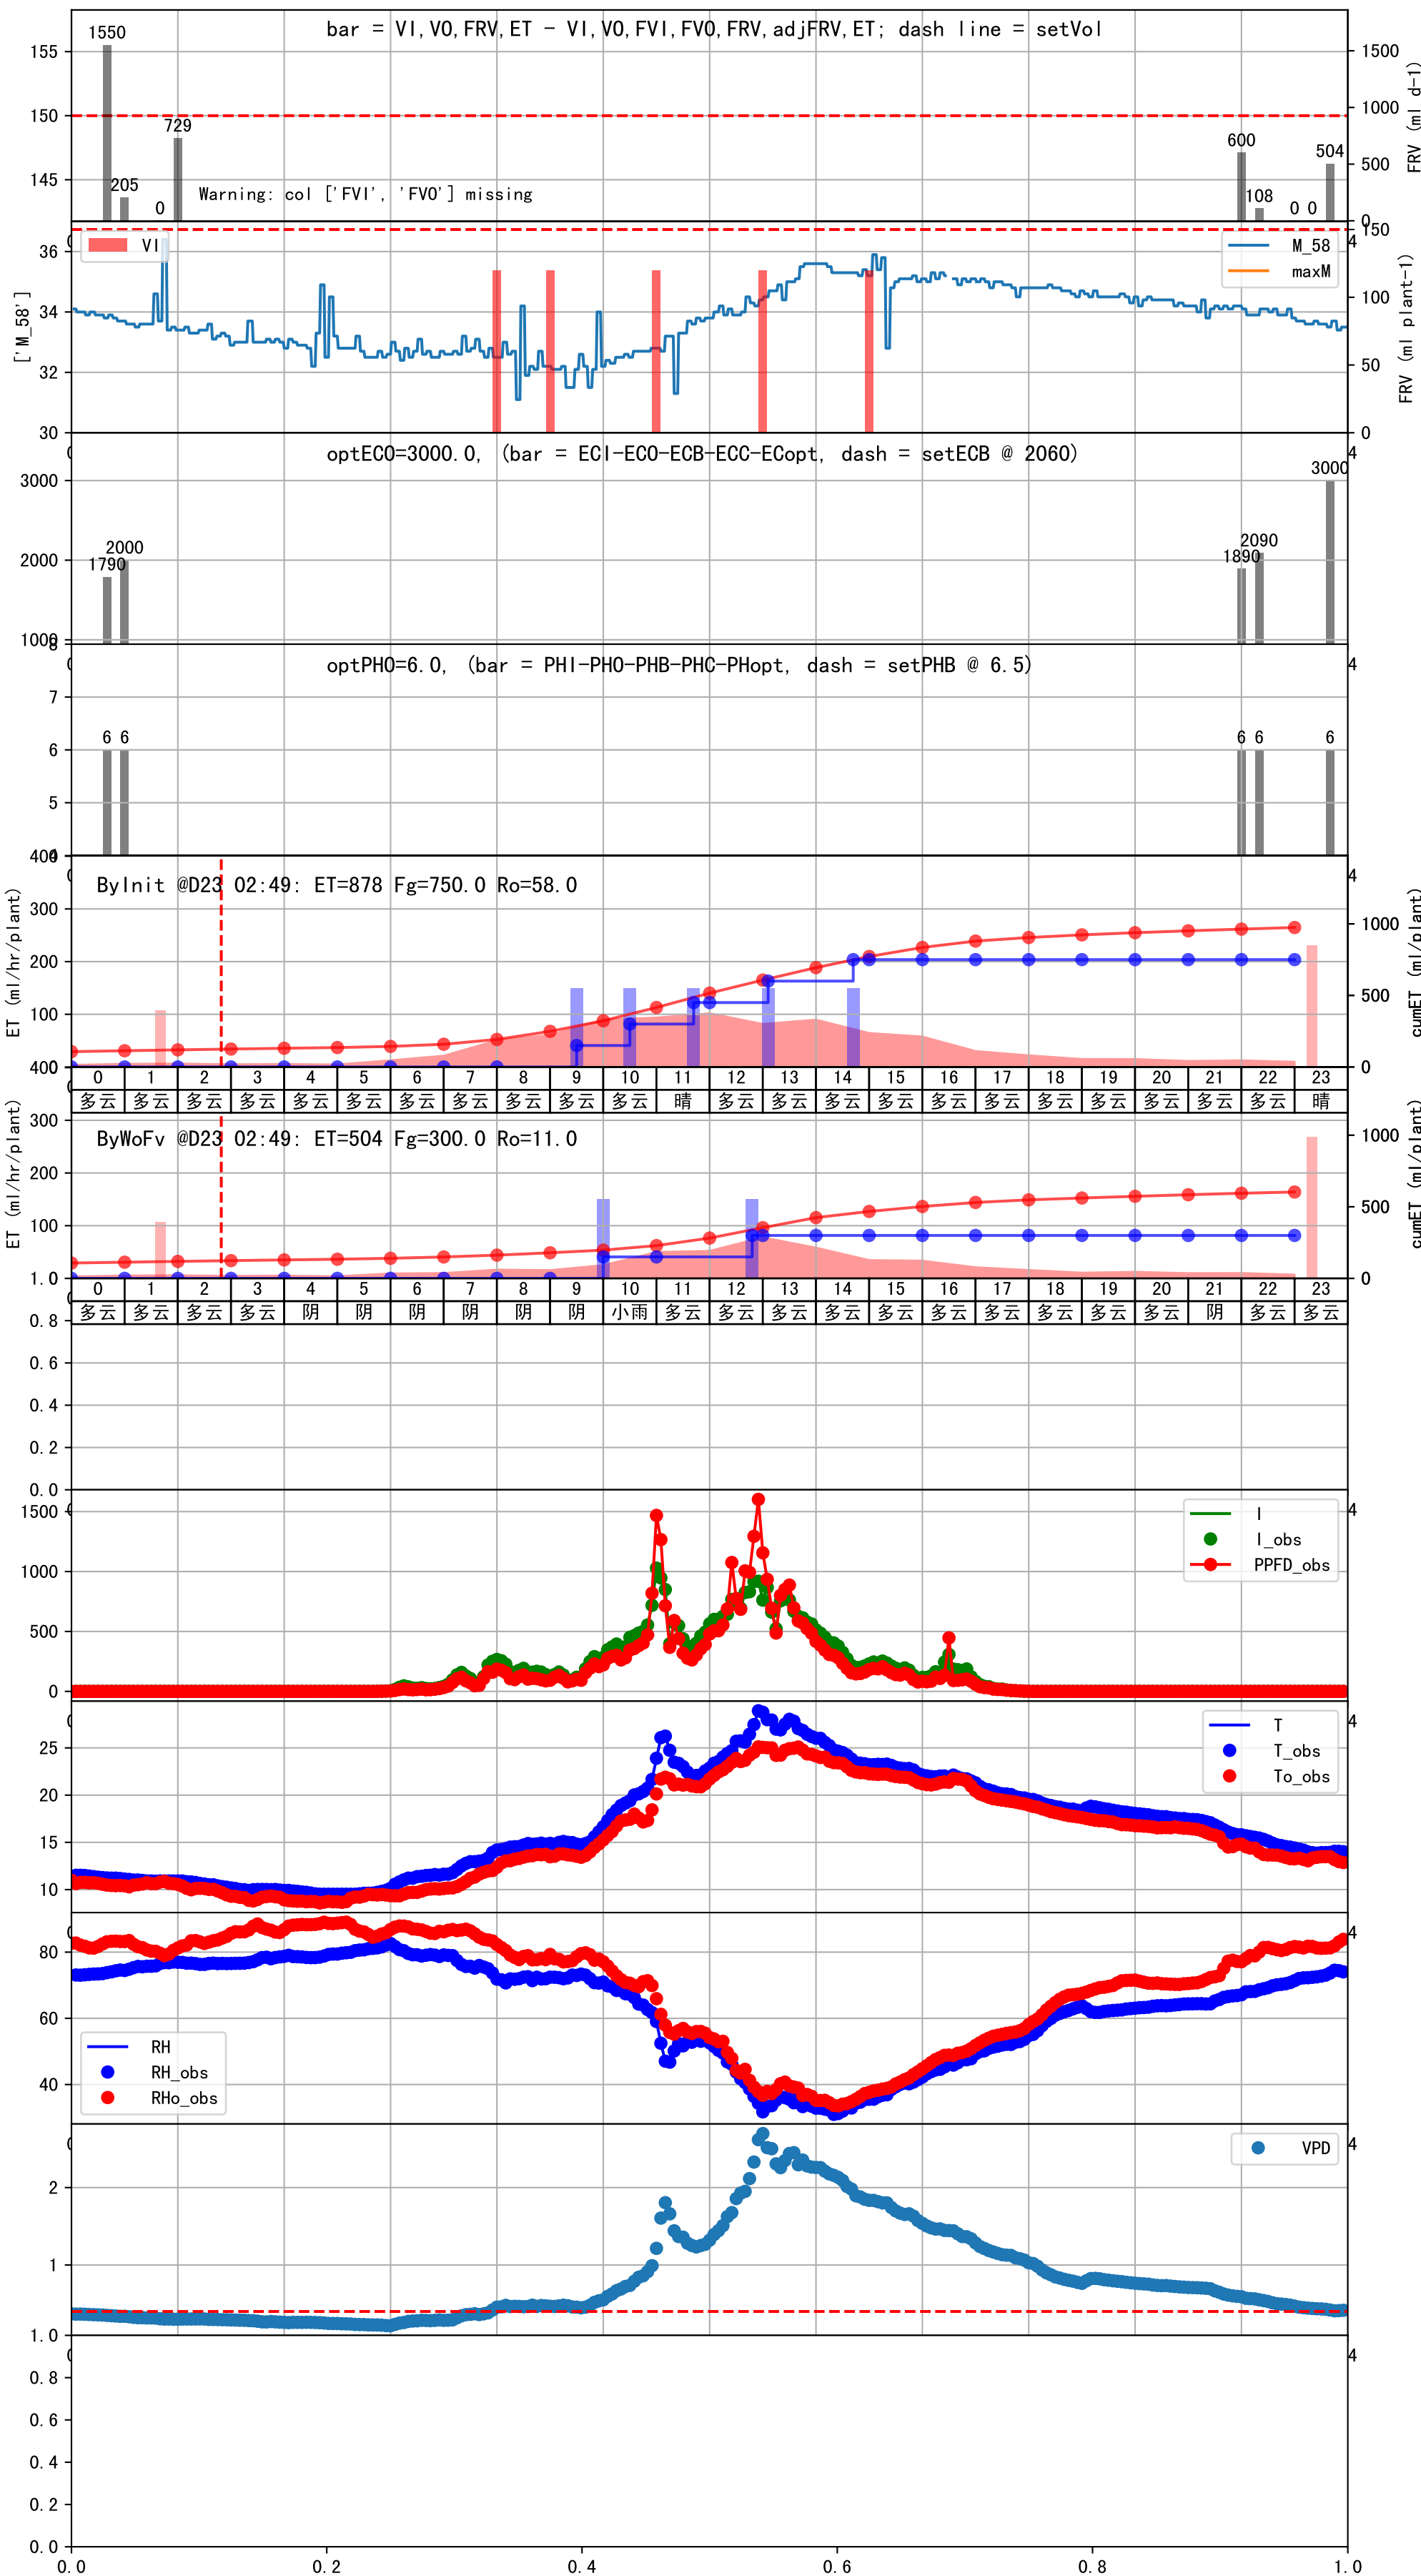 bar = VI,VO,FRV,ET - VI,VO,FVI,FVO,FRV,adjFRV,ET; dash line = setVol
1550
205
0
729
600
108
0 0
504
Warning: col ['FVI', 'FVO'] missing
155
150
145
1500
1000
500
0
FRV (ml d-1)
VI
M_58
maxM
['M_58']
36
34
32
30
150
100
50
0
4
FRV (ml plant-1)
optECO=3000.0, (bar = ECI-ECO-ECB-ECC-ECopt, dash = setECB @ 2060)
4
3000
2000
1000
1790
2000
1890
2090
3000
optPHO=6.0, (bar = PHI-PHO-PHB-PHC-PHopt, dash = setPHB @ 6.5)
4
8
7
6
5
4
6 6
6 6
6
ByInit @D23 02:49: ET=878 Fg=750.0 Ro=58.0
4
ET (ml/hr/plant)
400
300
200
100
0
1000
500
0
cumET (ml/plant)
0 1 2 3 4 5 6 7 8 9 10 11 12 13 14 15 16 17 18 19 20 21 22 23
多云 多云 多云 多云 多云 多云 多云 多云 多云 多云 多云 晴 多云 多云 多云 多云 多云 多云 多云 多云 多云 多云 多云 晴
ByWoFv @D23 02:49: ET=504 Fg=300.0 Ro=11.0
ET (ml/hr/plant)
400
300
200
100
1000
500
0
cumET (ml/plant)
0 1 2 3 4 5 6 7 8 9 10 11 12 13 14 15 16 17 18 19 20 21 22 23
多云 多云 多云 多云 阴 阴 阴 阴 阴 阴 小雨 多云 多云 多云 多云 多云 多云 多云 多云 多云 多云 阴 多云 多云
1.0
0.8
0.6
0.4
0.2
0.0
4
I
I_obs
PPFD_obs
1500
1000
500
0
4
T
T_obs
To_obs
25
20
15
10
4
80
60
40
RH
RH_obs
RHo_obs
4
VPD
2
1
4
1.0
0.8
0.6
0.4
0.2
0.0
0.0 0.2 0.4 0.6 0.8 1.0